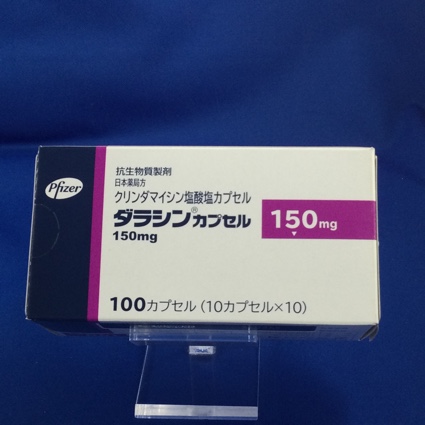 Pfizer
抗生物質製剤
日本薬局方
クリンダマイシン塩酸塩カプセル
ダラシン®カプセル
150mg
150mg
100カプセル（10カプセル×10）